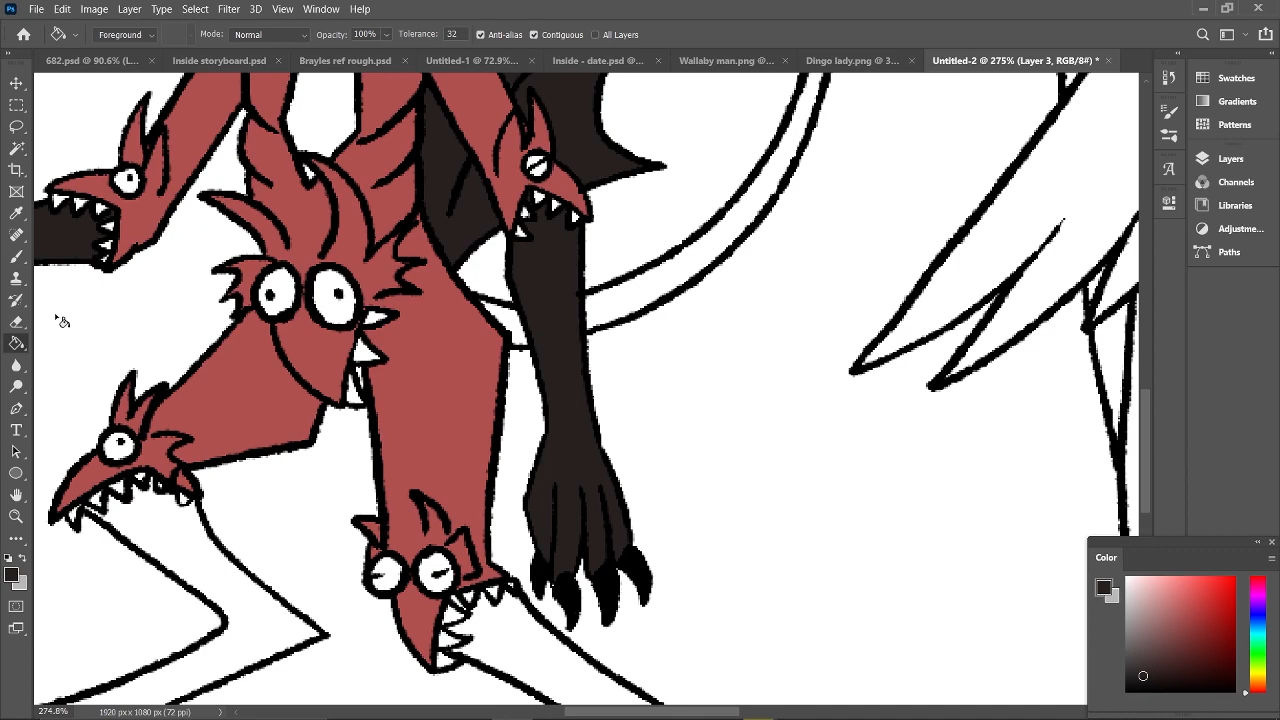 Ps File Edit Image Layer Type Select Filter 3D View Window Help
Foreground Mode: Normal Opacity: 100% Tolerance: 32 Anti-alias Contiguous All Layers
682.psd @ 90.6% (L... × Inside storyboard.psd × Brayles ref rough.psd × Untitled-1 @ 72.9%... × Inside - date.psd @... × Wallaby man.png@... × Dingo lady.png @ 3... × Untitled-2 @ 275% (Layer 3, RGB/8#) * ×
Swatches
Gradients
Patterns
Layers
Channels
Libraries
Adjustme...
Paths
Color
274.8% 1920 px x 1080 px (72 ppi)